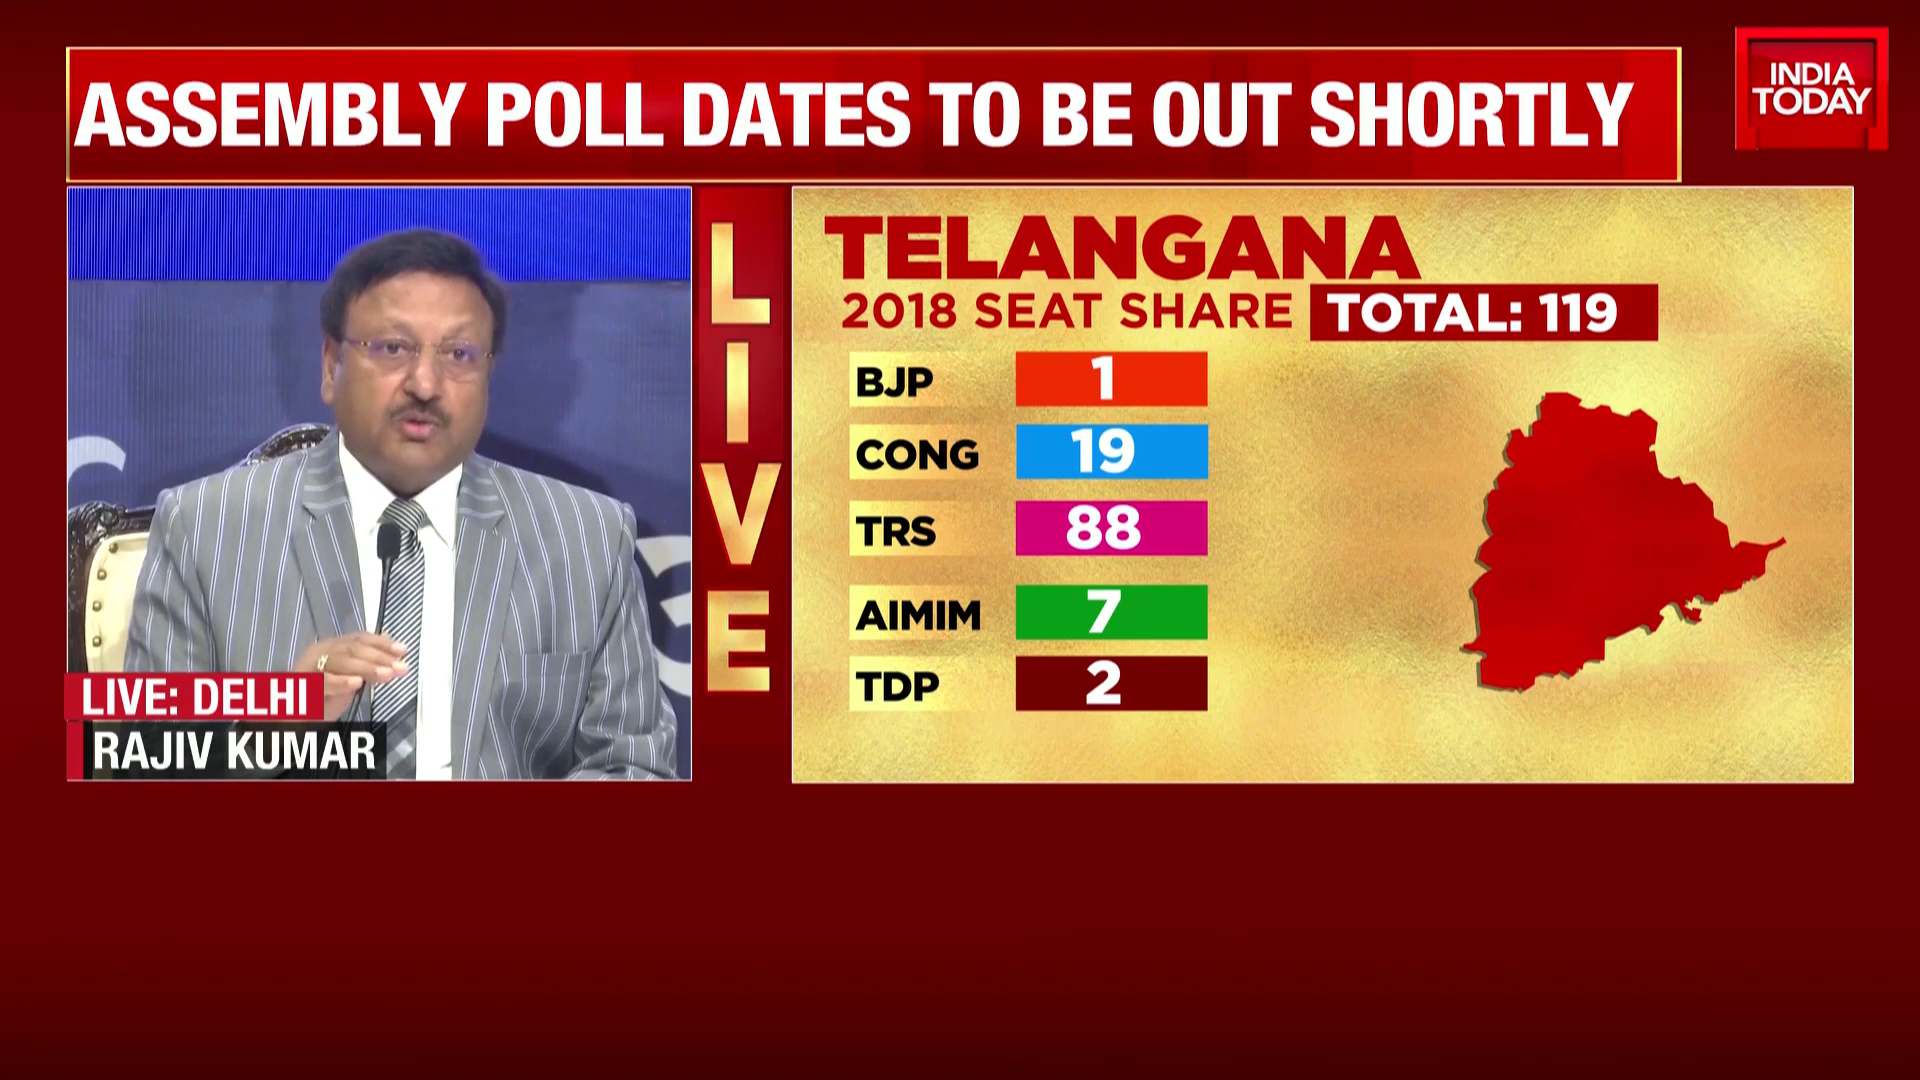 ASSEMBLY POLL DATES TO BE OUT SHORTLY
INDIA
TODAY
LIVE
TELANGANA
2018 SEAT SHARE TOTAL: 119
BJP 1
CONG 19
TRS 88
AIMIM 7
TDP 2
LIVE: DELHI
RAJIV KUMAR